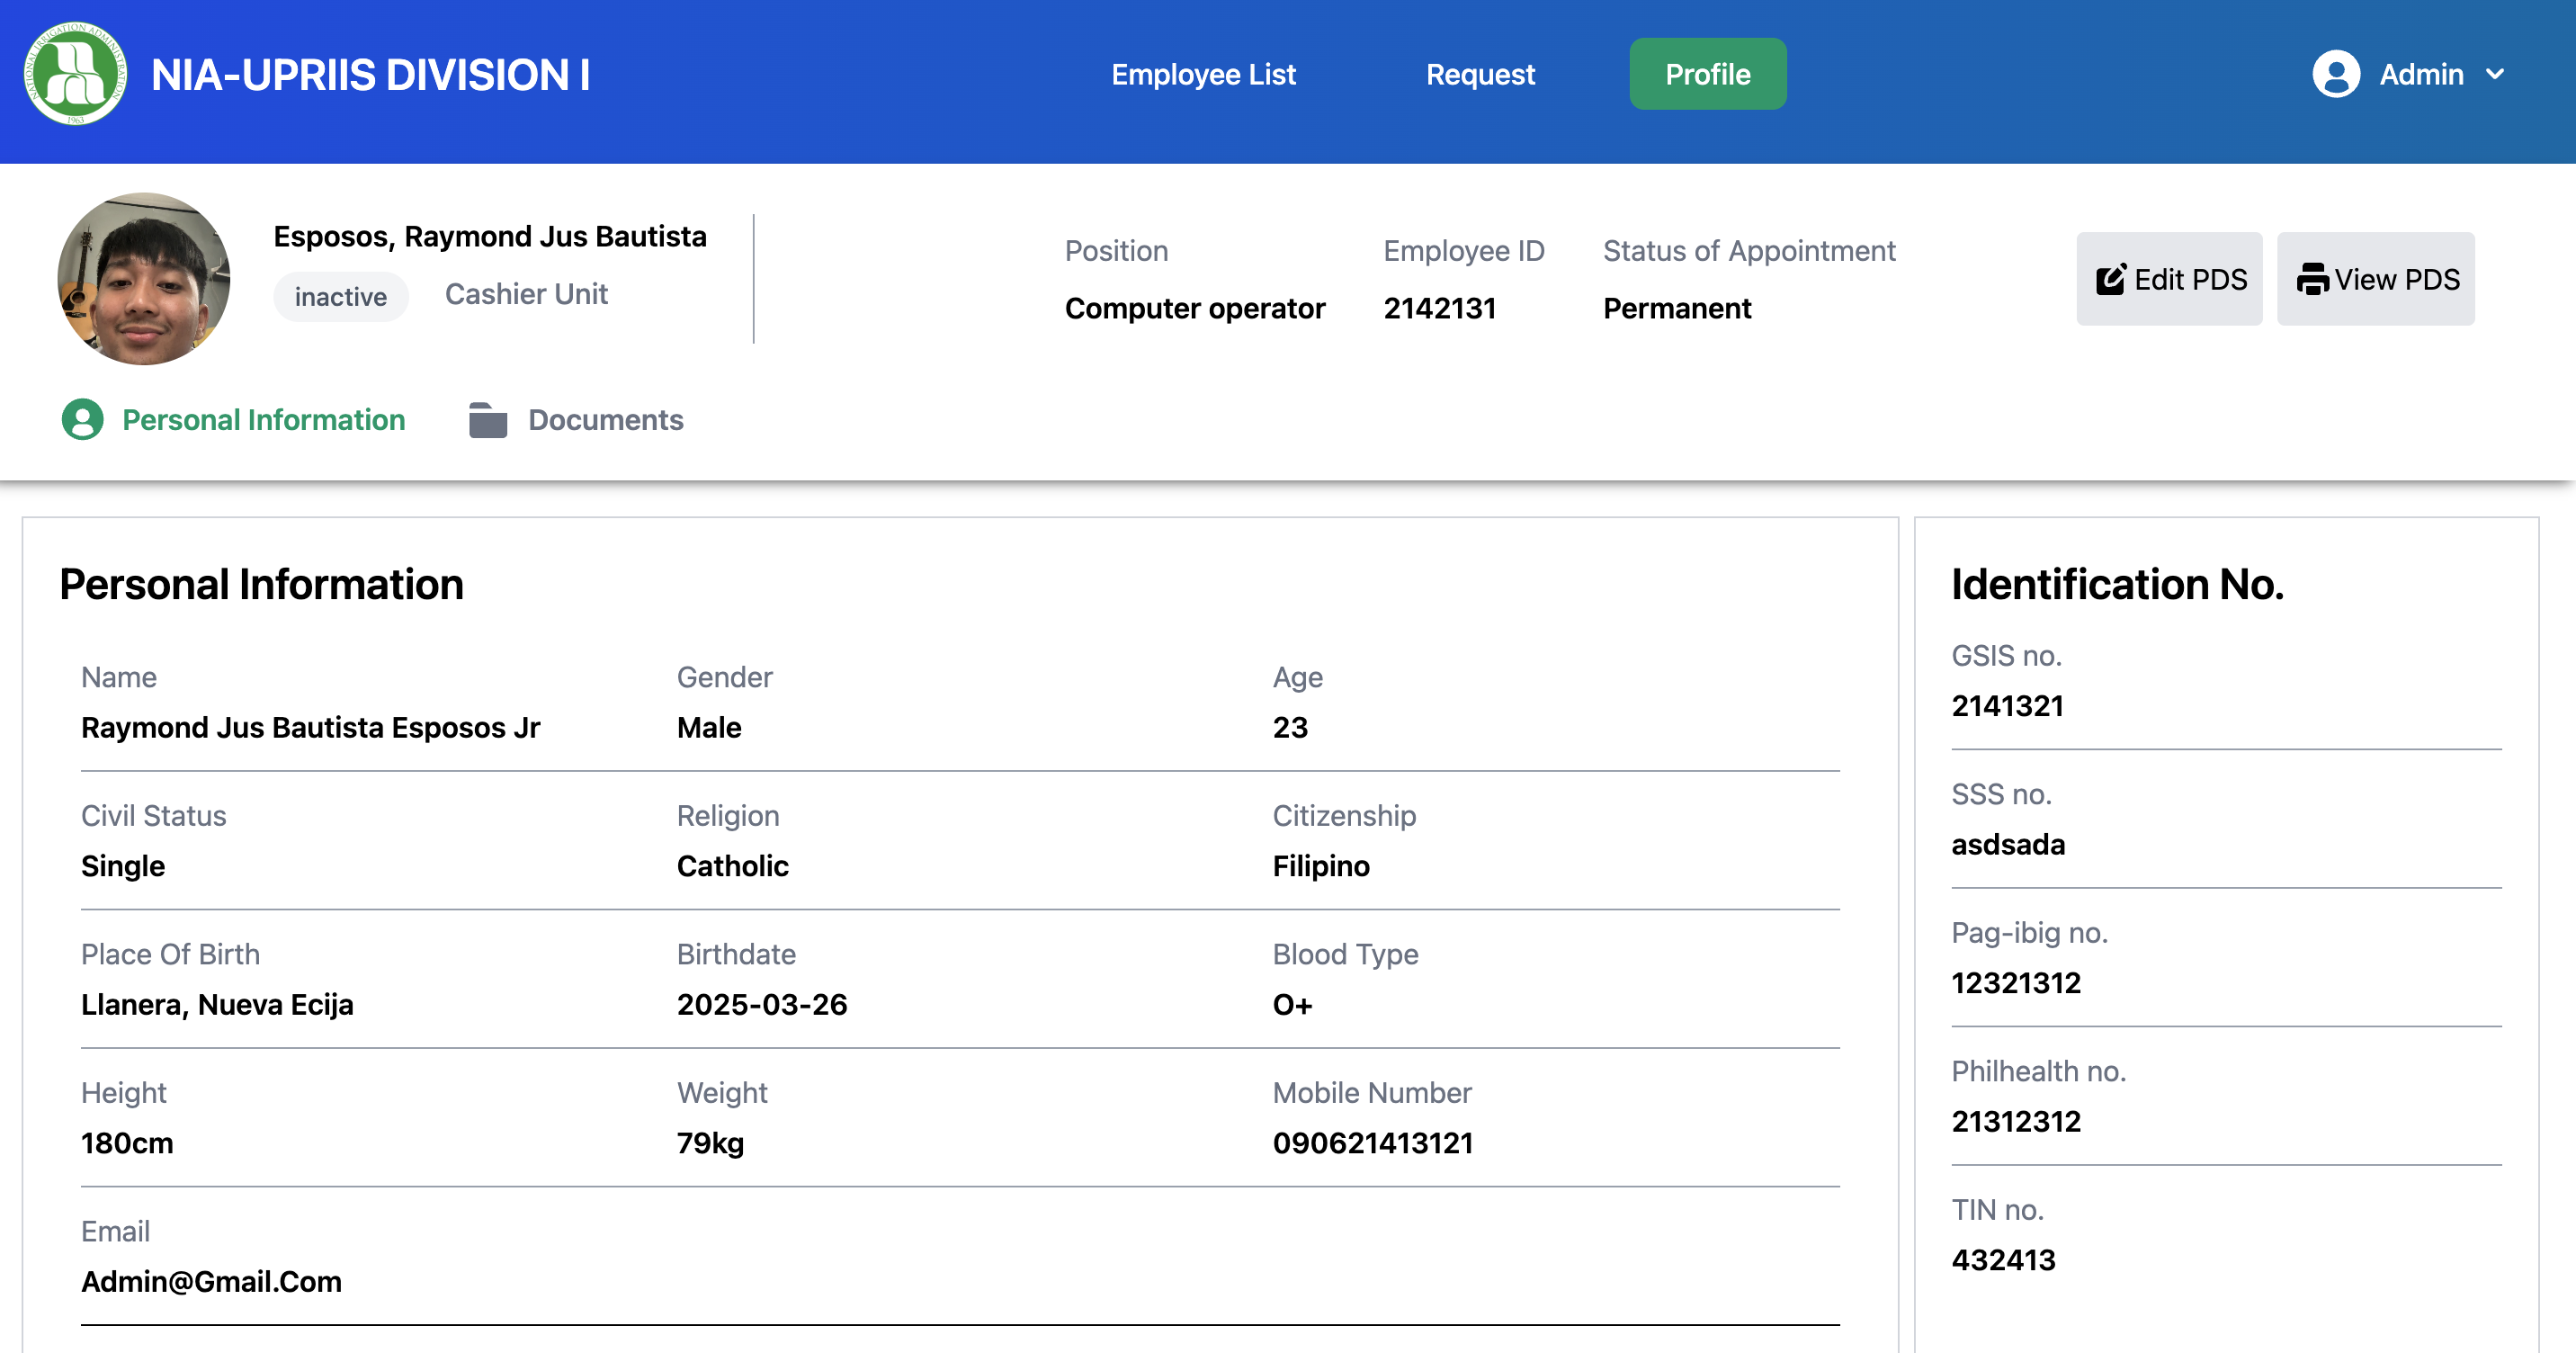 NATIONAL IRRIGATION ADMINISTRATION
1963
NIA-UPRIIS DIVISION I
Employee List
Request
Profile
Admin
Esposos, Raymond Jus Bautista
inactive
Cashier Unit
Position
Employee ID
Status of Appointment
Computer operator
2142131
Permanent
Edit PDS
View PDS
Personal Information
Documents
Personal Information
Name
Gender
Age
Raymond Jus Bautista Esposos Jr
Male
23
Civil Status
Religion
Citizenship
Single
Catholic
Filipino
Place Of Birth
Birthdate
Blood Type
Llanera, Nueva Ecija
2025-03-26
O+
Height
Weight
Mobile Number
180cm
79kg
090621413121
Email
Admin@Gmail.Com
Identification No.
GSIS no.
2141321
SSS no.
asdsada
Pag-ibig no.
12321312
Philhealth no.
21312312
TIN no.
432413